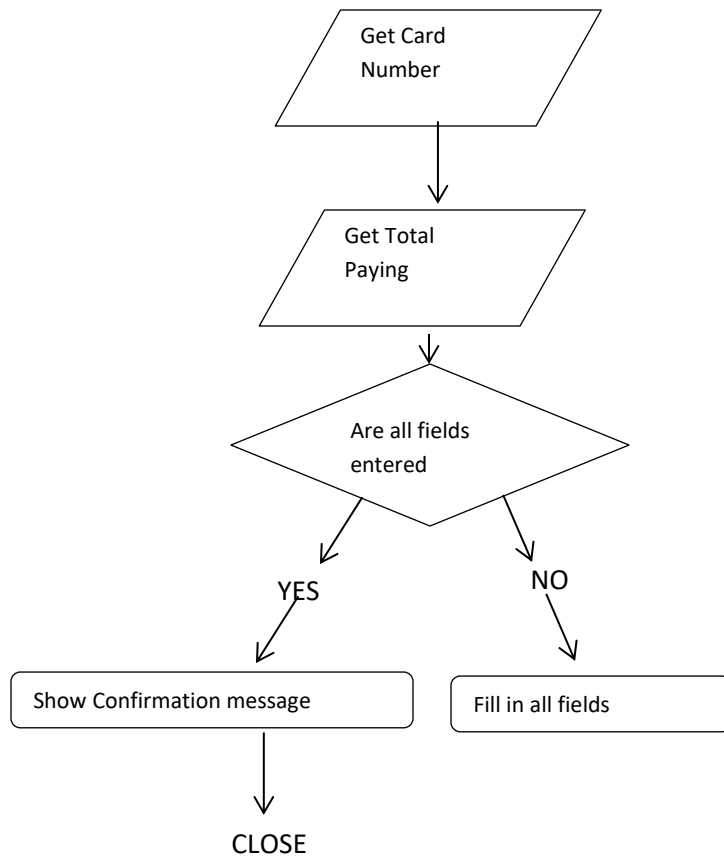 Get Card
Number
Get Total
Paying
Are all fields
entered
YES
NO
Show Confirmation message
Fill in all fields
CLOSE